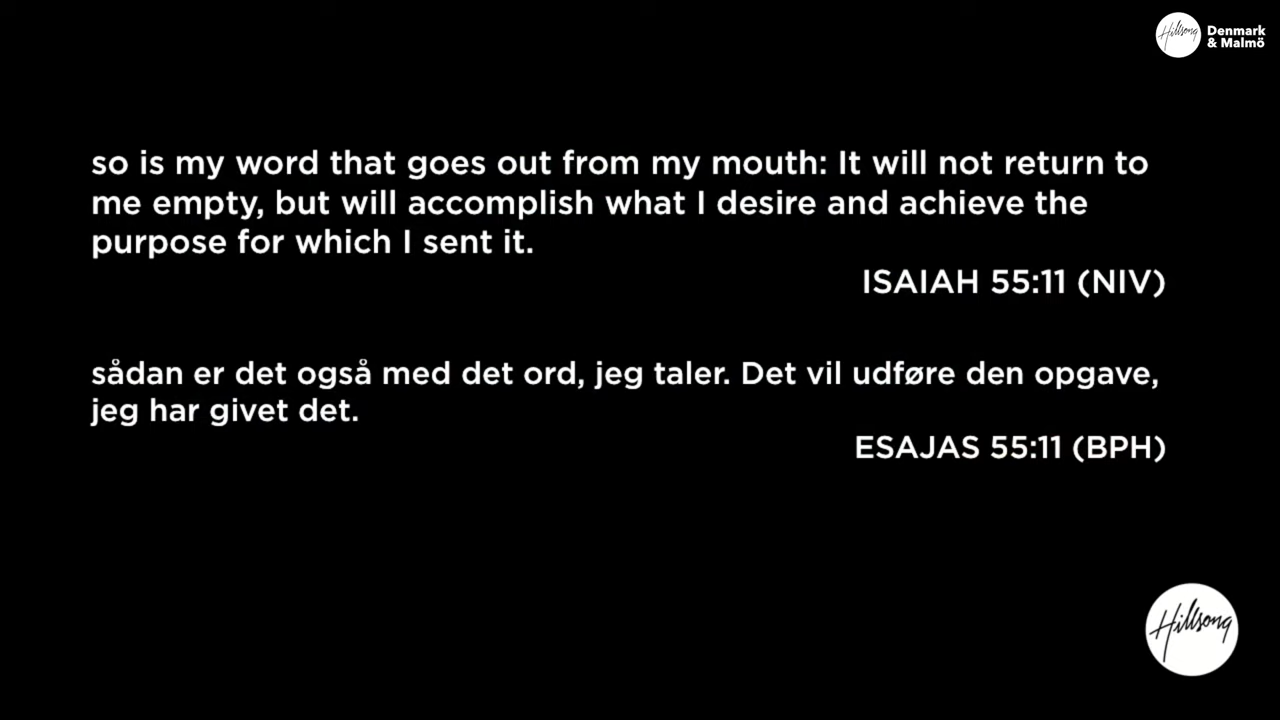 Hillsong
Denmark
& Malmö
so is my word that goes out from my mouth: It will not return to
me empty, but will accomplish what I desire and achieve the
purpose for which I sent it.
ISAIAH 55:11 (NIV)
sådan er det også med det ord, jeg taler. Det vil udføre den opgave,
jeg har givet det.
ESAJAS 55:11 (BPH)
Hillsong